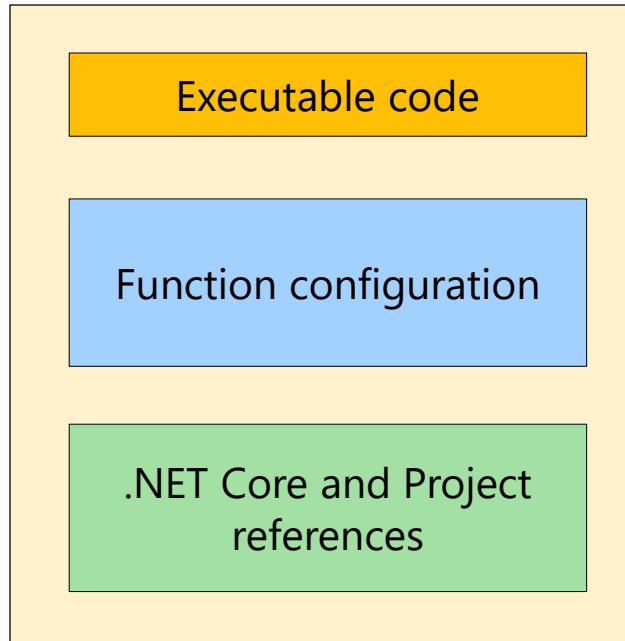 Executable code
Function configuration
.NET Core and Project
references